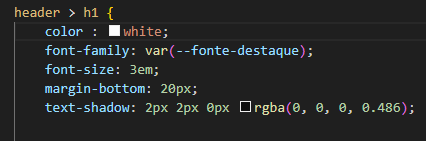 header > h1 {
color : white;
font-family: var(--fonte-destaque);
font-size: 3em;
margin-bottom: 20px;
text-shadow: 2px 2px 0px rgba(0, 0, 0, 0.486);